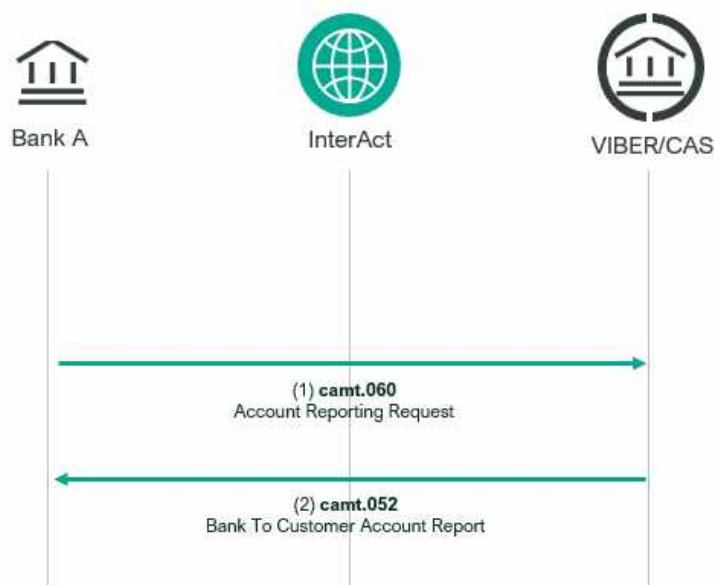 Bank A
InterAct
VIBER/CAS
(1) camt.060
Account Reporting Request
(2) camt.052
Bank To Customer Account Report